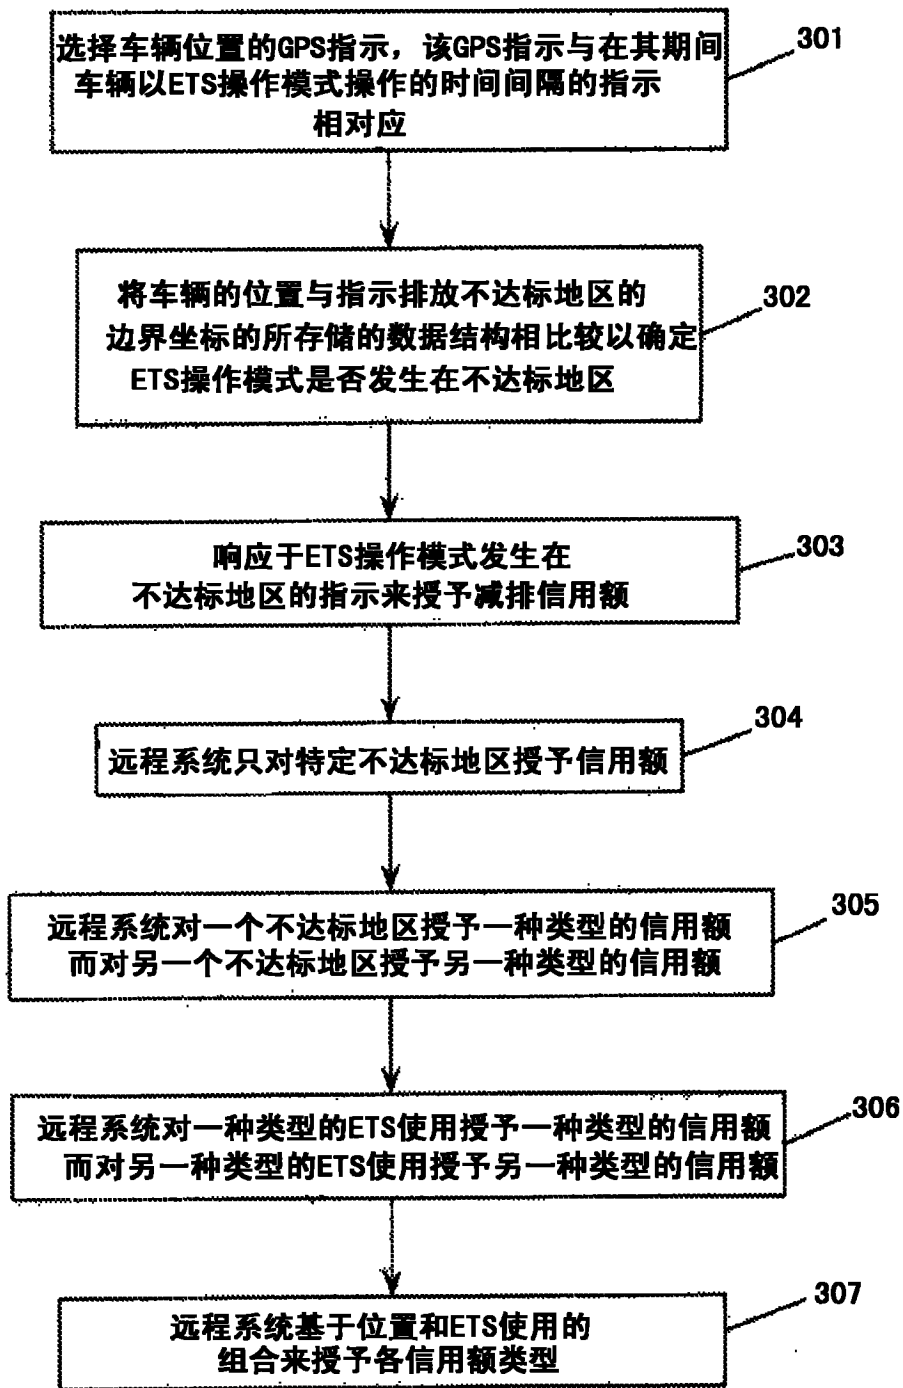 选择车辆位置的GPS指示，该GPS指示与在其期间
车辆以ETS操作模式操作的时间间隔的指示
相对应
301
将车辆的位置与指示排放不达标地区的
边界坐标的所存储的数据结构相比较以确定
ETS操作模式是否发生在不达标地区
302
响应于ETS操作模式发生在
不达标地区的指示来授予减排信用额
303
远程系统只对特定不达标地区授予信用额
304
远程系统对一个不达标地区授予一种类型的信用额
而对另一个不达标地区授予另一种类型的信用额
305
远程系统对一种类型的ETS使用授予一种类型的信用额
而对另一种类型的ETS使用授予另一种类型的信用额
306
远程系统基于位置和ETS使用的
组合来授予各信用额类型
307